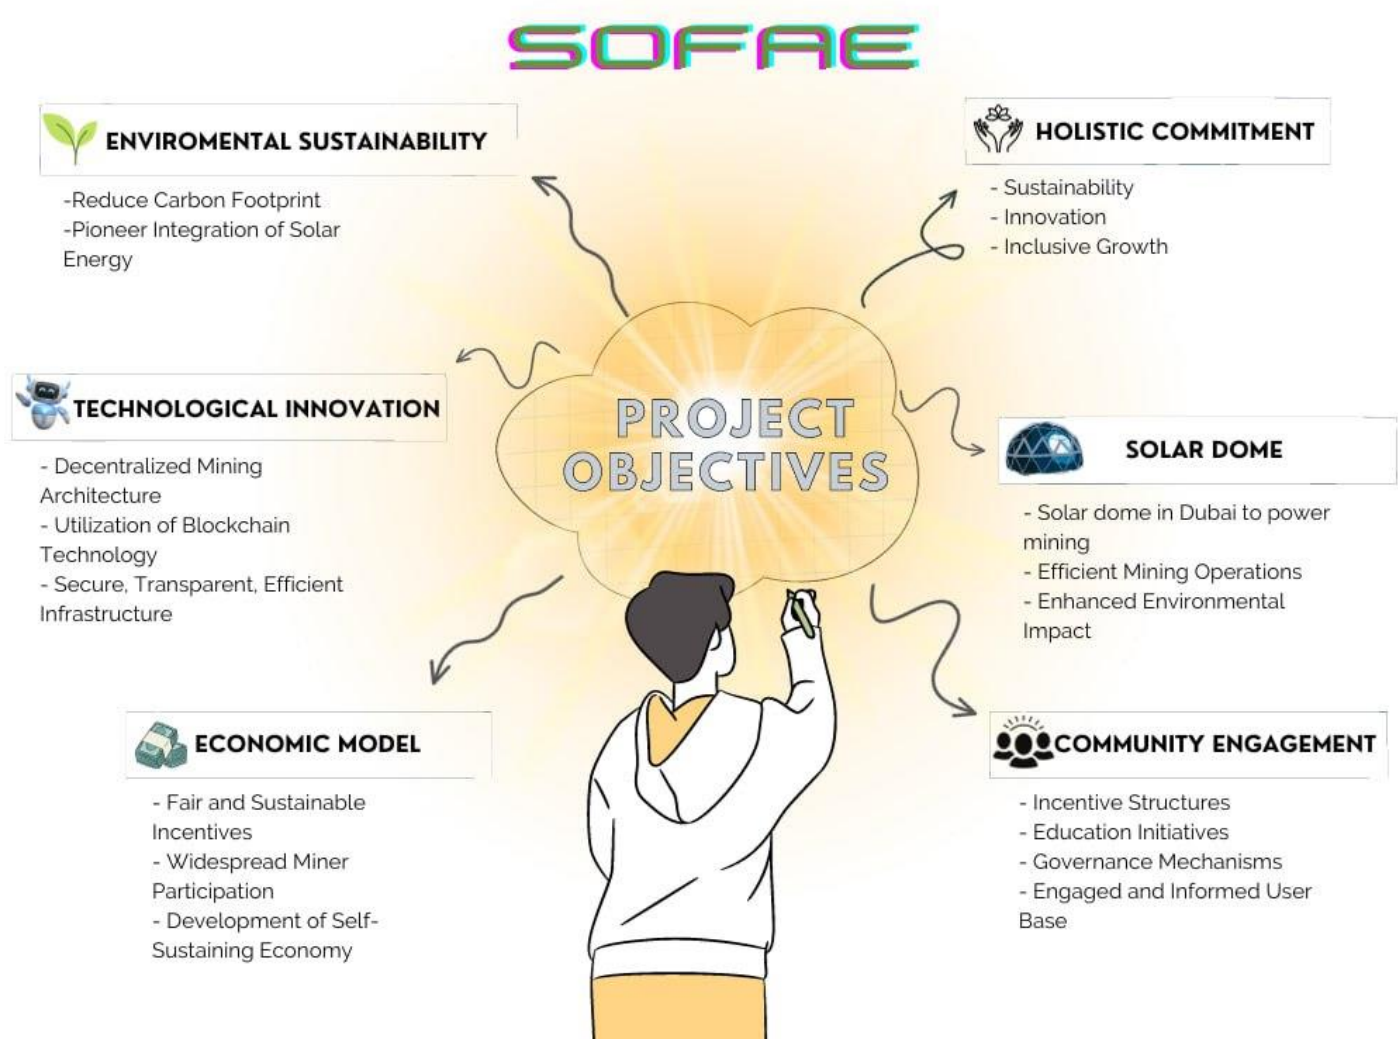 SOFAE
ENVIROMENTAL SUSTAINABILITY
-Reduce Carbon Footprint
-Pioneer Integration of Solar
Energy
HOLISTIC COMMITMENT
- Sustainability
- Innovation
- Inclusive Growth
TECHNOLOGICAL INNOVATION
- Decentralized Mining
Architecture
- Utilization of Blockchain
Technology
- Secure, Transparent, Efficient
Infrastructure
PROJECT
OBJECTIVES
SOLAR DOME
- Solar dome in Dubai to power
mining
- Efficient Mining Operations
- Enhanced Environmental
Impact
ECONOMIC MODEL
- Fair and Sustainable
Incentives
- Widespread Miner
Participation
- Development of Self-
Sustaining Economy
COMMUNITY ENGAGEMENT
- Incentive Structures
- Education Initiatives
- Governance Mechanisms
- Engaged and Informed User
Base